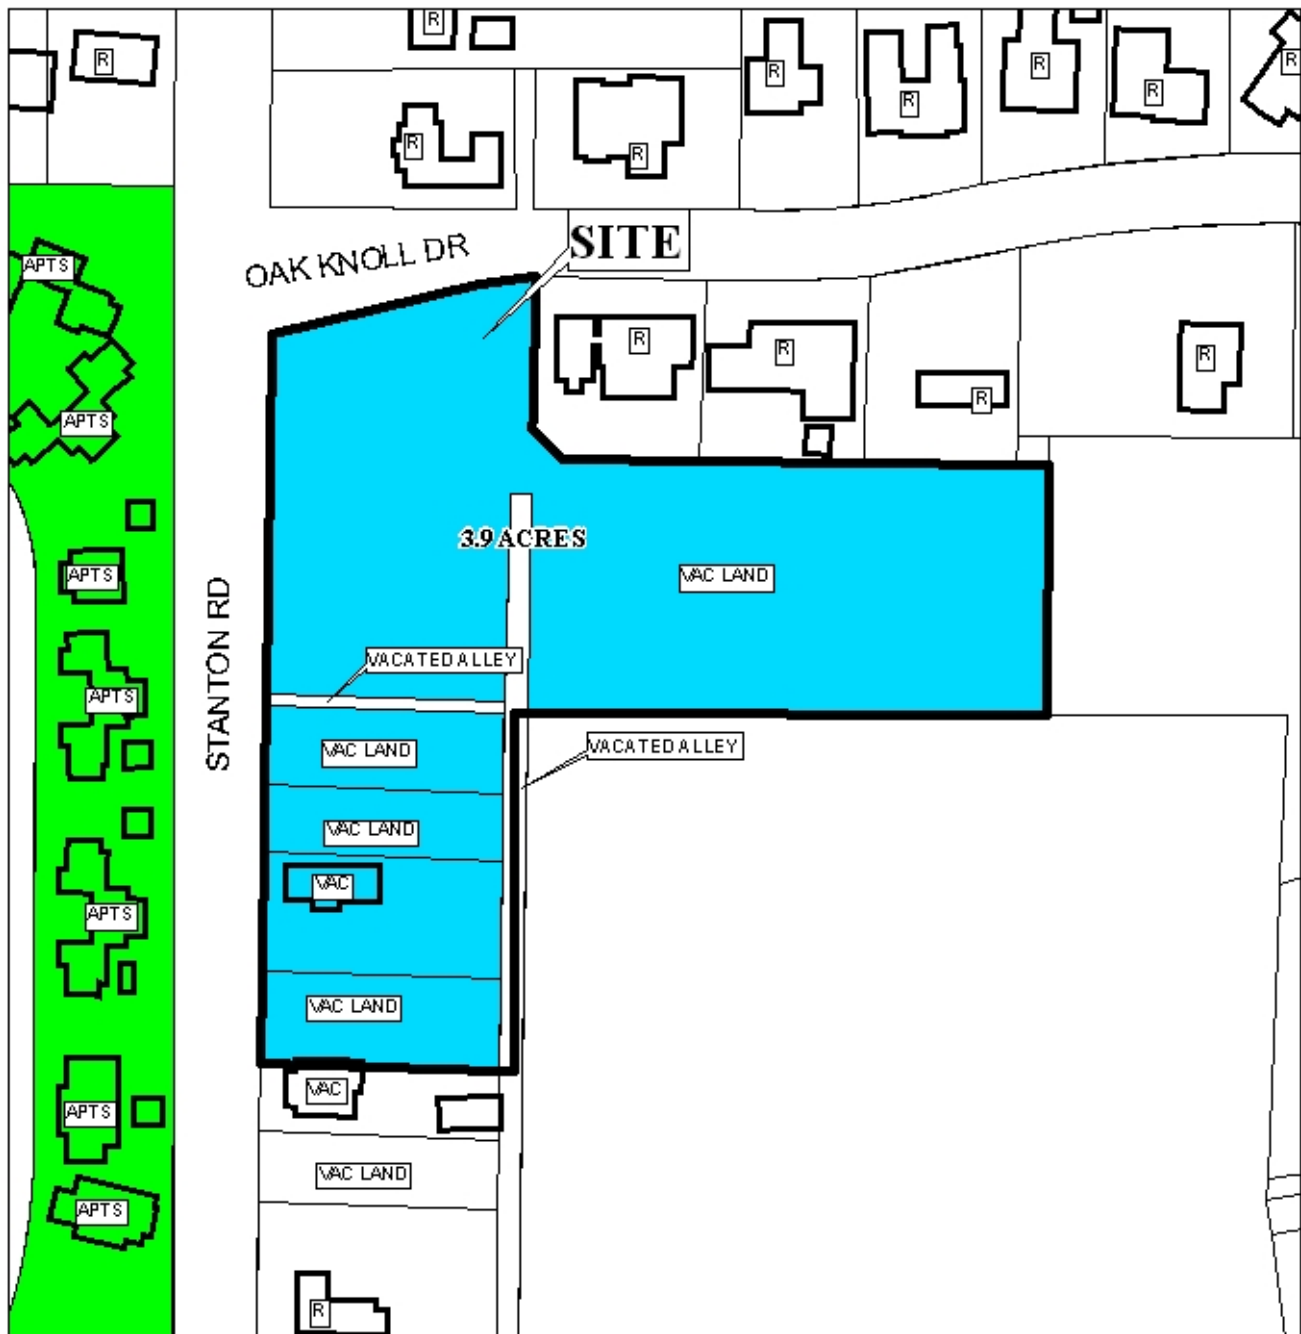 R
R
R
R
R
R
R
R
R
R
SITE
OAK KNOLL DR
APTS
R
R
R
R
APTS
3.9 ACRES
APTS
VAC LAND
STANTON RD
VACATED ALLEY
APTS
VAC LAND
VACATED ALLEY
VAC LAND
VAC
APTS
VAC LAND
VAC
APTS
VAC LAND
APTS
R